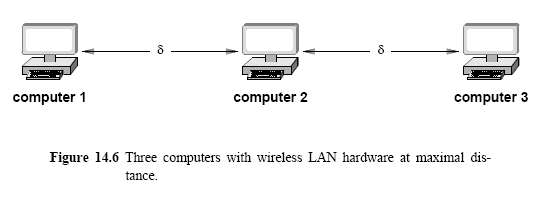 δ δ
computer 1 computer 2 computer 3
Figure 14.6 Three computers with wireless LAN hardware at maximal dis-
tance.